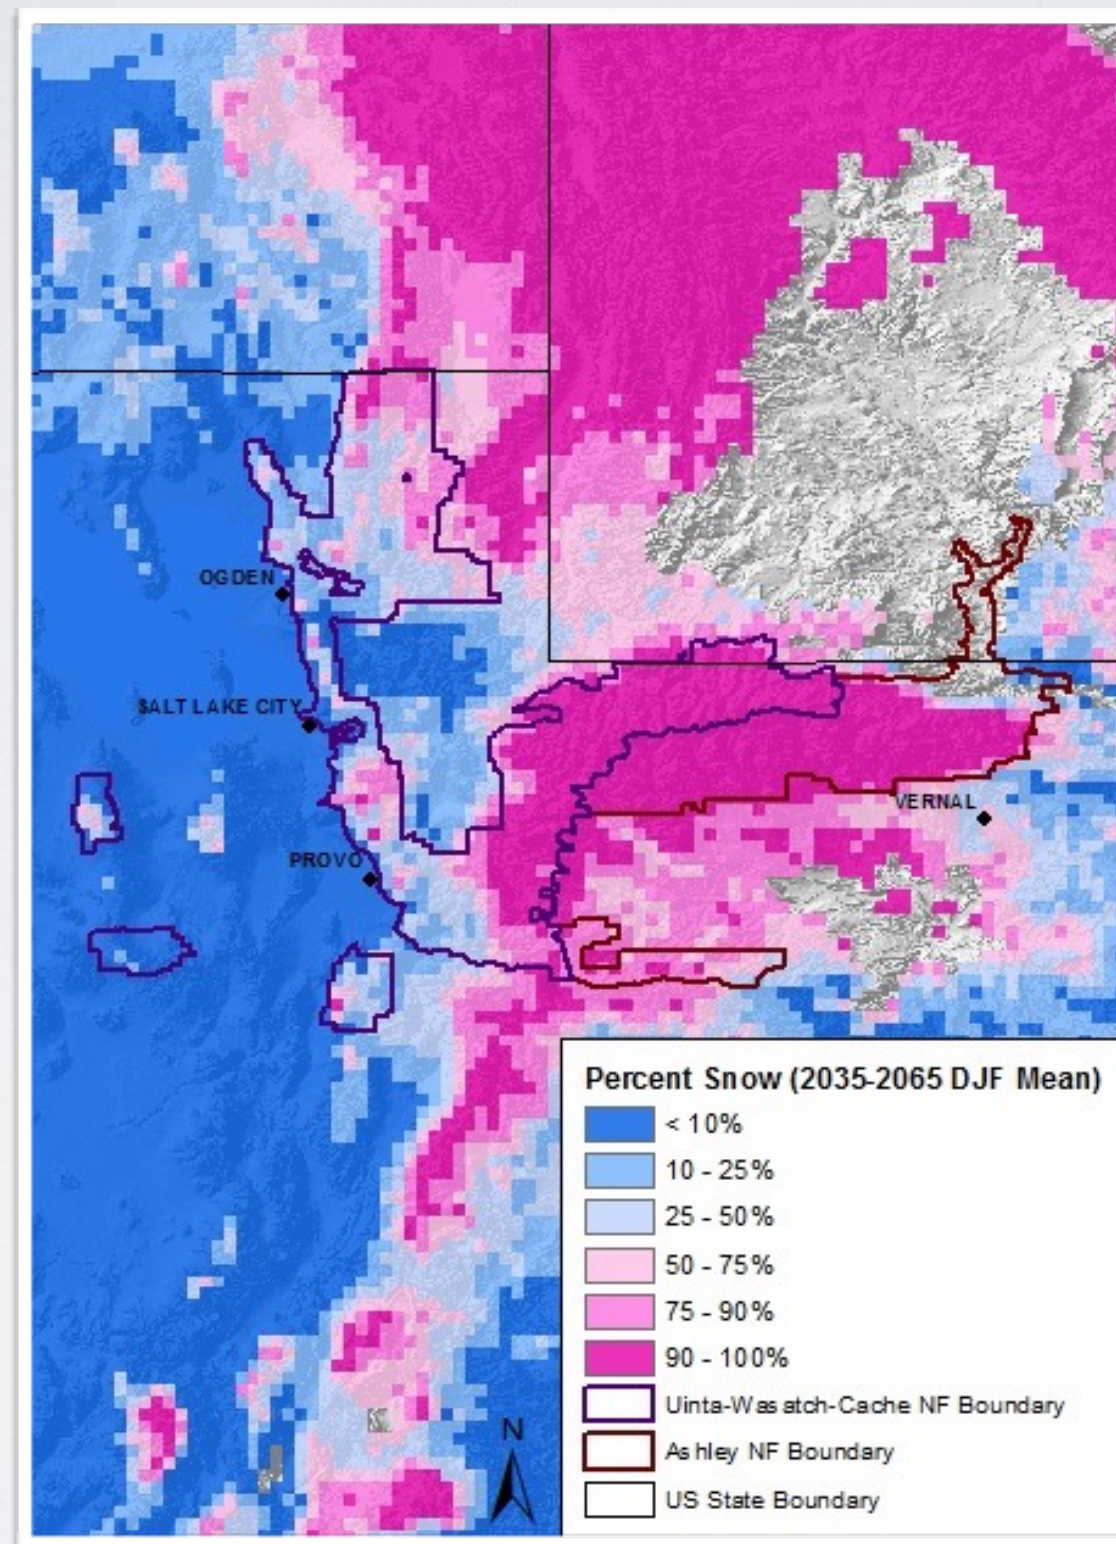 OGDEN
SALT LAKE CITY
VERNAL
PROVO
Percent Snow (2035-2065 DJF Mean)
< 10%
10 - 25%
25 - 50%
50 - 75%
75 - 90%
90 - 100%
Uinta-Wasatch-Cache NF Boundary
Ashley NF Boundary
US State Boundary
N